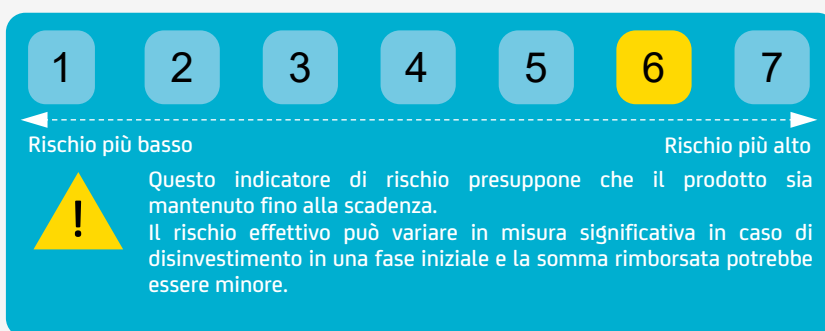 1 2 3 4 5 6 7
Rischio più basso Rischio più alto
!
Questo indicatore di rischio presuppone che il prodotto sia
mantenuto fino alla scadenza.
Il rischio effettivo può variare in misura significativa in caso di
disinvestimento in una fase iniziale e la somma rimborsata potrebbe
essere minore.